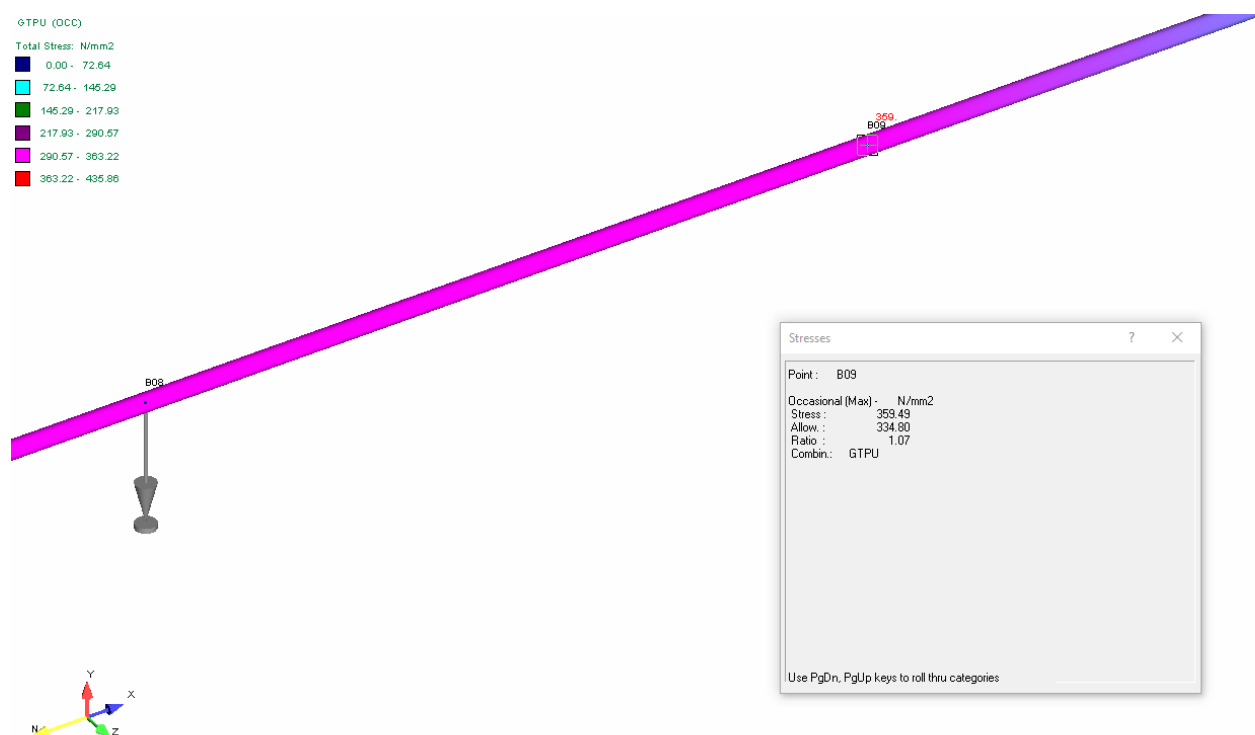 GTPU (OCC)
Total Stress: N/mm2
0.00 - 72.64
72.64 - 145.29
145.29 - 217.93
217.93 - 290.57
290.57 - 363.22
363.22 - 435.86
359.
B09
B08
Stresses ?
Point : B09
Occasional (Max) - N/mm2
Stress : 359.49
Allow. : 334.80
Ratio : 1.07
Combin.: GTPU
Use PgDn, PgUp keys to roll thru categories
Y
X
N
Z